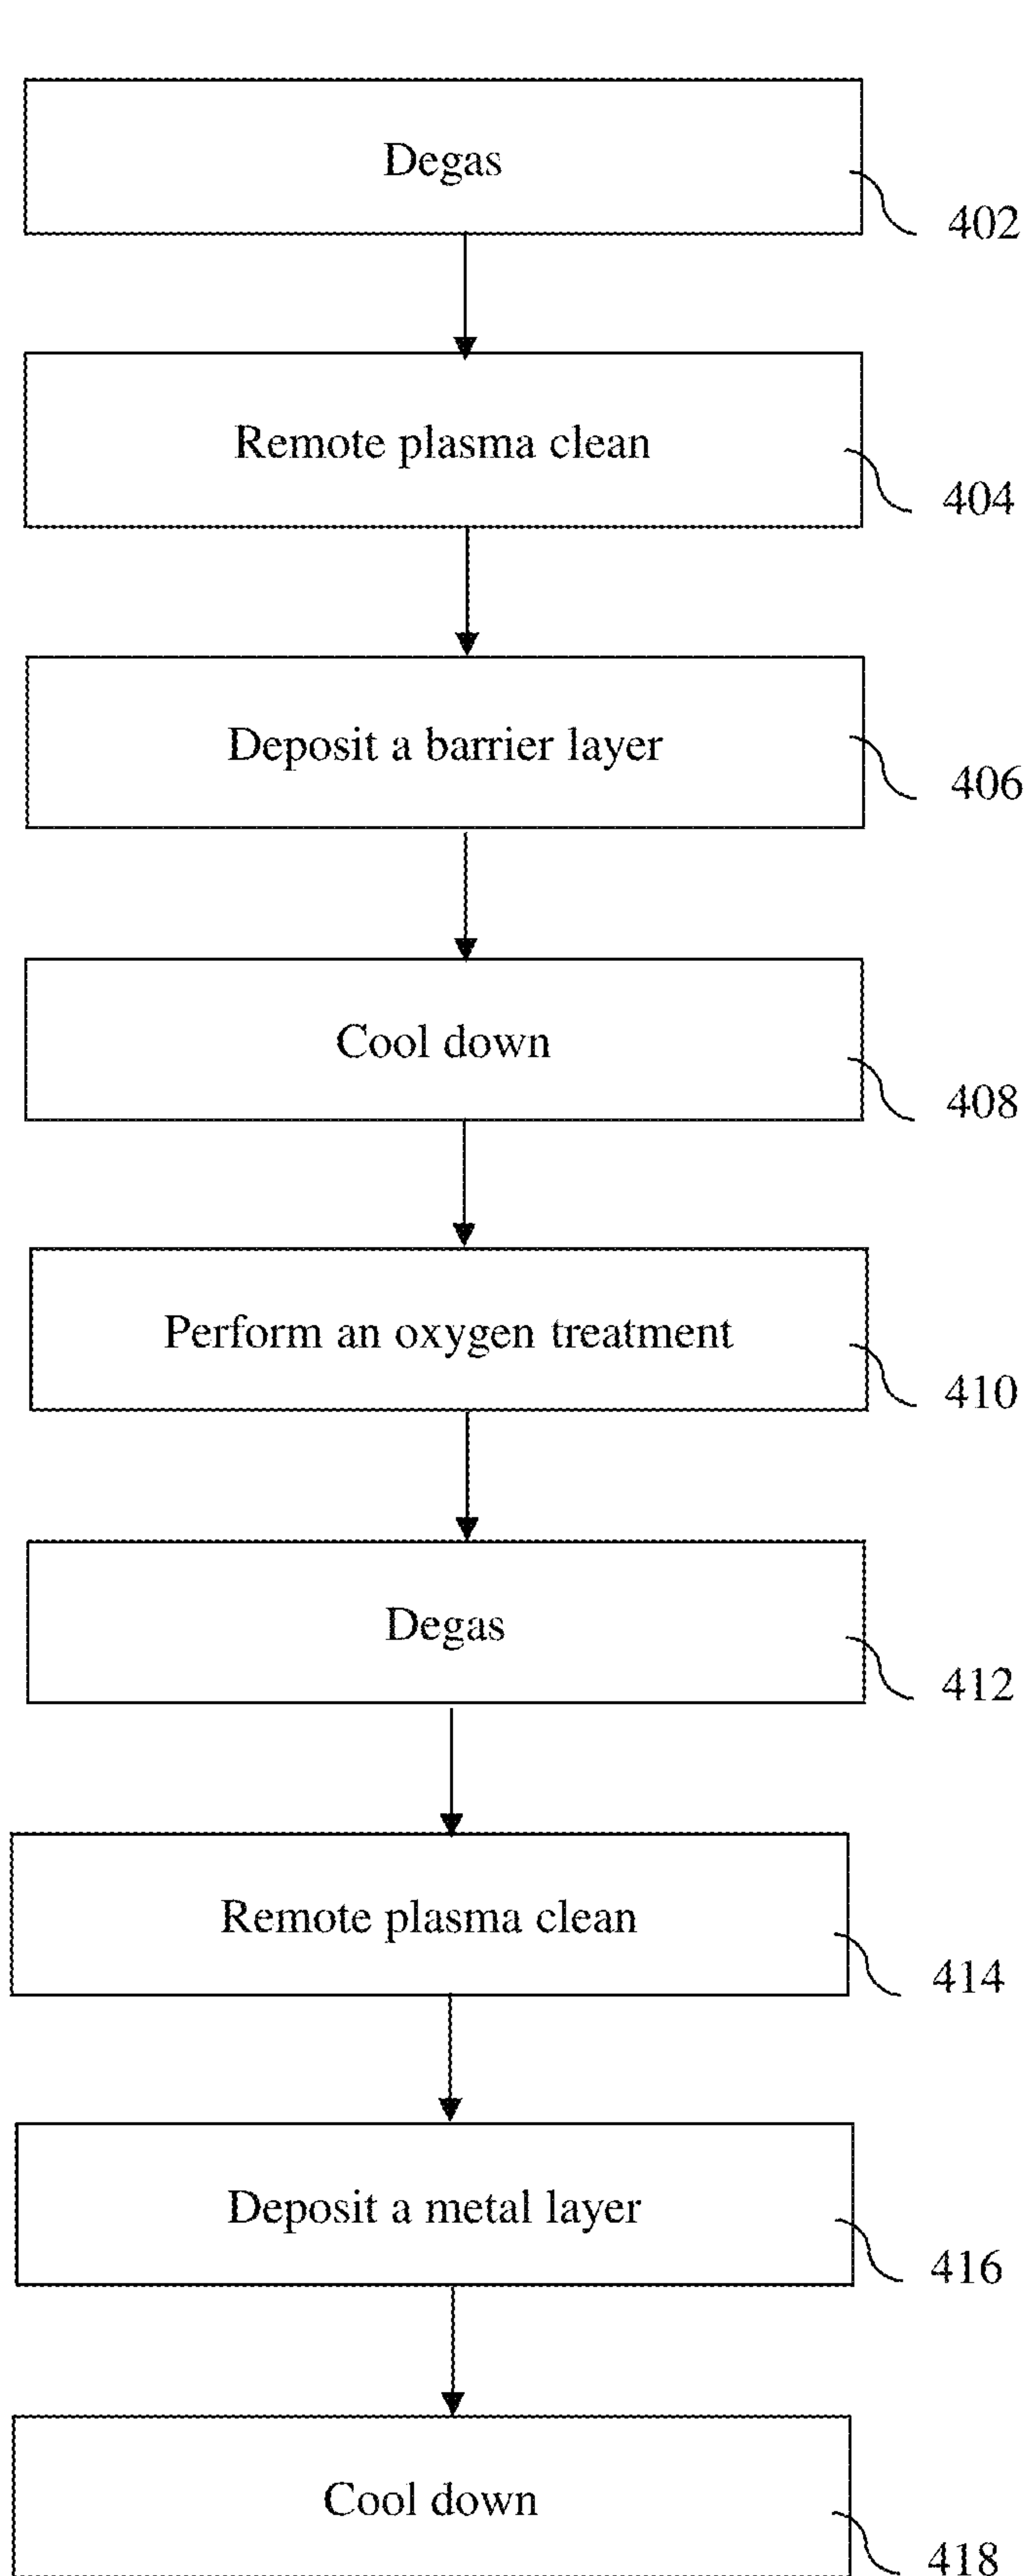 Degas
402
Remote plasma clean
404
Deposit a barrier layer
406
Cool down
408
Perform an oxygen treatment
410
Degas
412
Remote plasma clean
414
Deposit a metal layer
416
Cool down
418